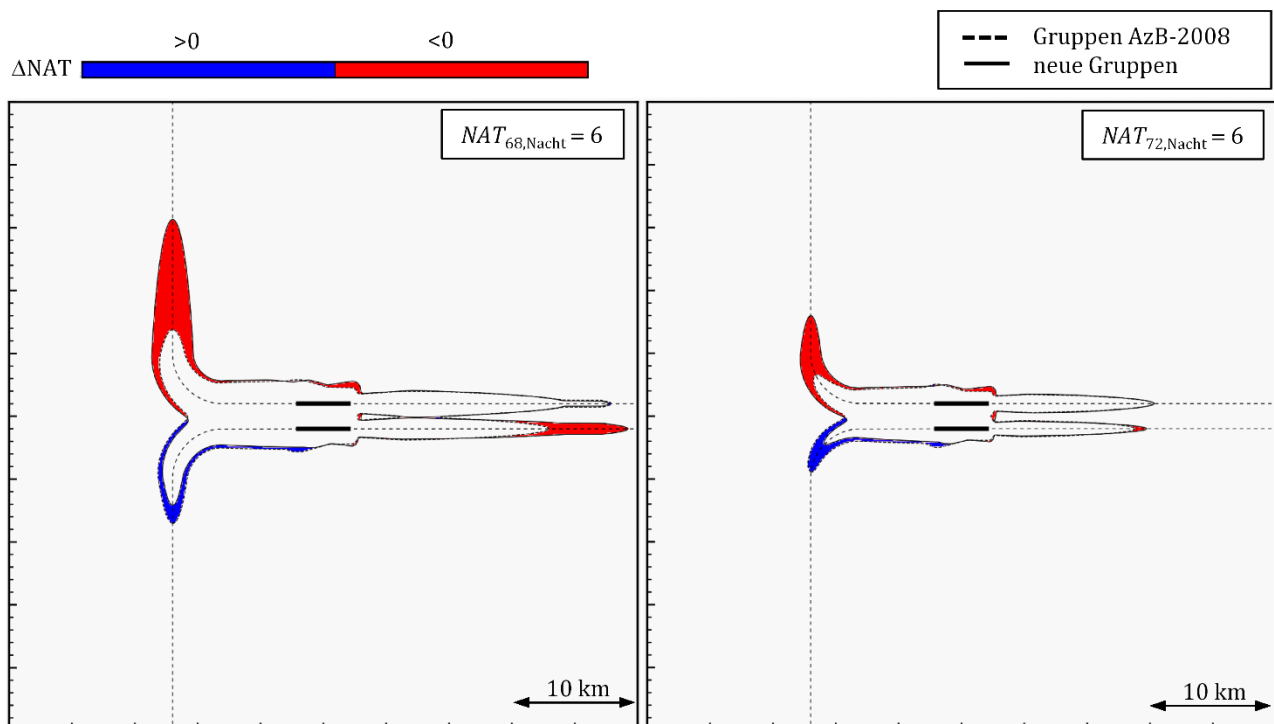 >0 <0
ΔNAT
Gruppen AzB-2008
neue Gruppen
NAT68,Nacht = 6
NAT72,Nacht = 6
10 km
10 km